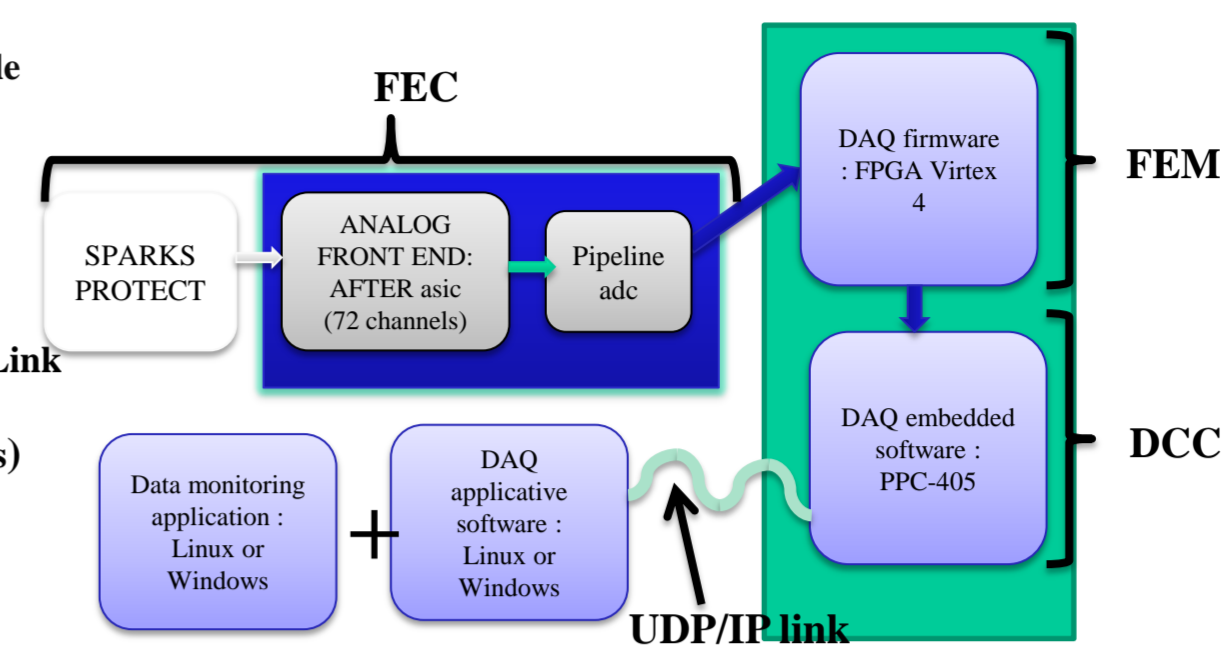 FEC
SPARKS
PROTECT
ANALOG
FRONT END:
AFTER asic
(72 channels)
Pipeline
adc
DAQ firmware
: FPGA Virtex
4
FEM
Link
DAQ embedded
software :
PPC-405
DCC
Data monitoring
application :
Linux or
Windows
+
DAQ
applicative
software :
Linux or
Windows
UDP/IP link